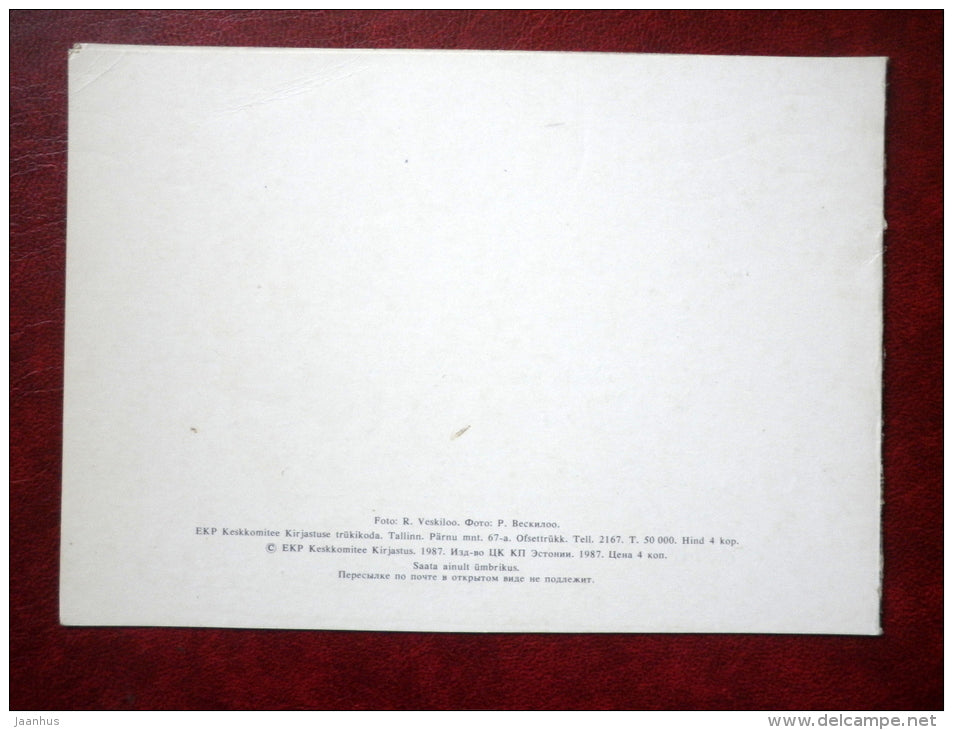 Foto: R. Veskiloo. Фото: Р. Вескилоо.
EKP Keskkomitee Kirjastuse trükikoda. Tallinn. Pärnu mnt. 67-a. Ofsettrükk. Tell. 2167. T. 50 000. Hind 4 kop.
© EKP Keskkomitee Kirjastus. 1987. Изд-во ЦК КП Эстонии. 1987. Цена 4 коп.
Saata ainult ümbrikus.
Пересылке по почте в открытом виде не подлежит.
jaanhus
www.delcampe.net